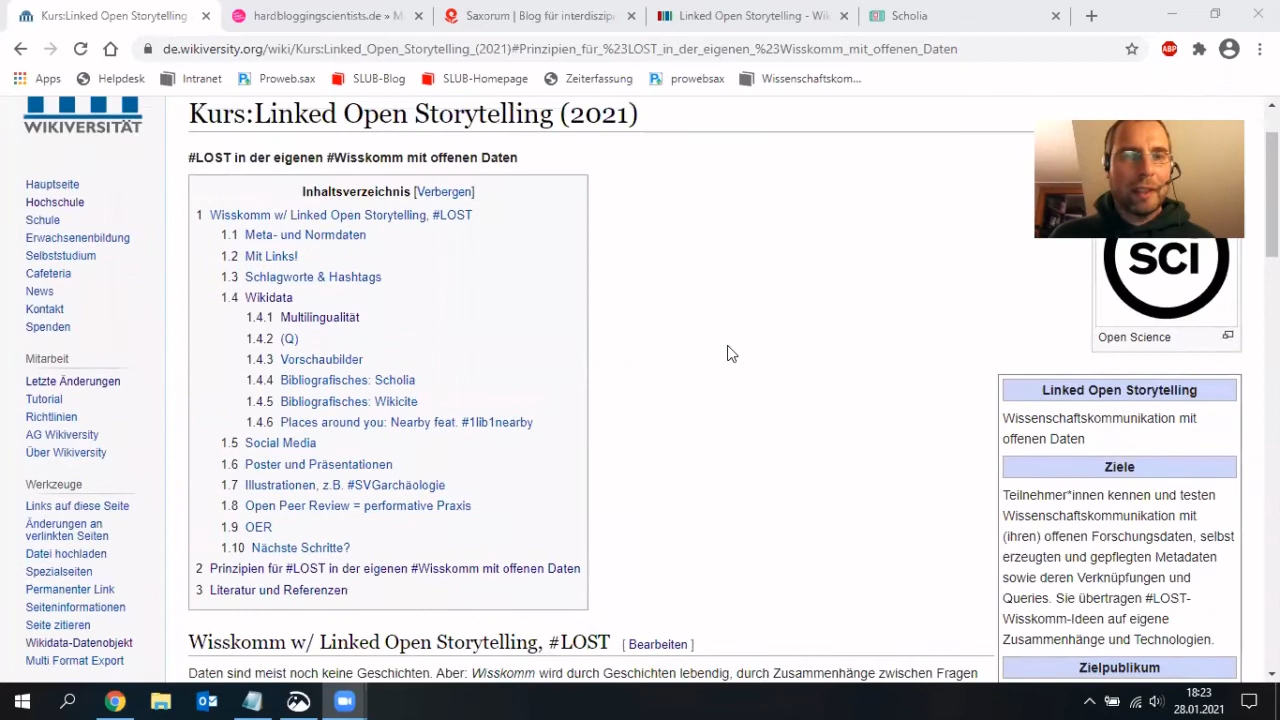 Kurs:Linked Open Storytelling (2021)
hardbloggingscientists.de » M
Saxorum | Blog für interdiszip
Linked Open Storytelling - Wik
Scholia
de.wikiversity.org/wiki/Kurs:Linked_Open_Storytelling_(2021)#Prinzipien_für_%23LOST_in_der_eigenen_%23Wisskomm_mit_offenen_Daten
ABP
Apps
Helpdesk
Intranet
Proweb.sax
SLUB-Blog
SLUB-Homepage
Zeiterfassung
prowebsax
Wissenschaftskom...
WIKIVERSITÄT
Hauptseite
Hochschule
Schule
Erwachsenenbildung
Selbststudium
Cafeteria
News
Kontakt
Spenden
Mitarbeit
Letzte Änderungen
Tutorial
Richtlinien
AG Wikiversity
Über Wikiversity
Werkzeuge
Links auf diese Seite
Änderungen an
verlinkten Seiten
Datei hochladen
Spezialseiten
Permanenter Link
Seiteninformationen
Seite zitieren
Wikidata-Datenobjekt
Multi Format Export
Kurs:Linked Open Storytelling (2021)
#LOST in der eigenen #Wisskomm mit offenen Daten
Inhaltsverzeichnis [Verbergen]
1 Wisskomm w/ Linked Open Storytelling, #LOST
1.1 Meta- und Normdaten
1.2 Mit Links!
1.3 Schlagworte & Hashtags
1.4 Wikidata
1.4.1 Multilingualität
1.4.2 (Q)
1.4.3 Vorschaubilder
1.4.4 Bibliografisches: Scholia
1.4.5 Bibliografisches: Wikicite
1.4.6 Places around you: Nearby feat. #1lib1nearby
1.5 Social Media
1.6 Poster und Präsentationen
1.7 Illustrationen, z.B. #SVGarchäologie
1.8 Open Peer Review = performative Praxis
1.9 OER
1.10 Nächste Schritte?
2 Prinzipien für #LOST in der eigenen #Wisskomm mit offenen Daten
3 Literatur und Referenzen
Wisskomm w/ Linked Open Storytelling, #LOST [ Bearbeiten ]
Daten sind meist noch keine Geschichten. Aber: Wisskomm wird durch Geschichten lebendig, durch Zusammenhänge zwischen Fragen
SCI
Open Science
Linked Open Storytelling
Wissenschaftskommunikation mit
offenen Daten
Ziele
Teilnehmer*innen kennen und testen
Wissenschaftskommunikation mit
(ihren) offenen Forschungsdaten, selbst
erzeugten und gepflegten Metadaten
sowie deren Verknüpfungen und
Queries. Sie übertragen #LOST-
Wisskomm-Ideen auf eigene
Zusammenhänge und Technologien.
Zielpublikum
18:23
28.01.2021